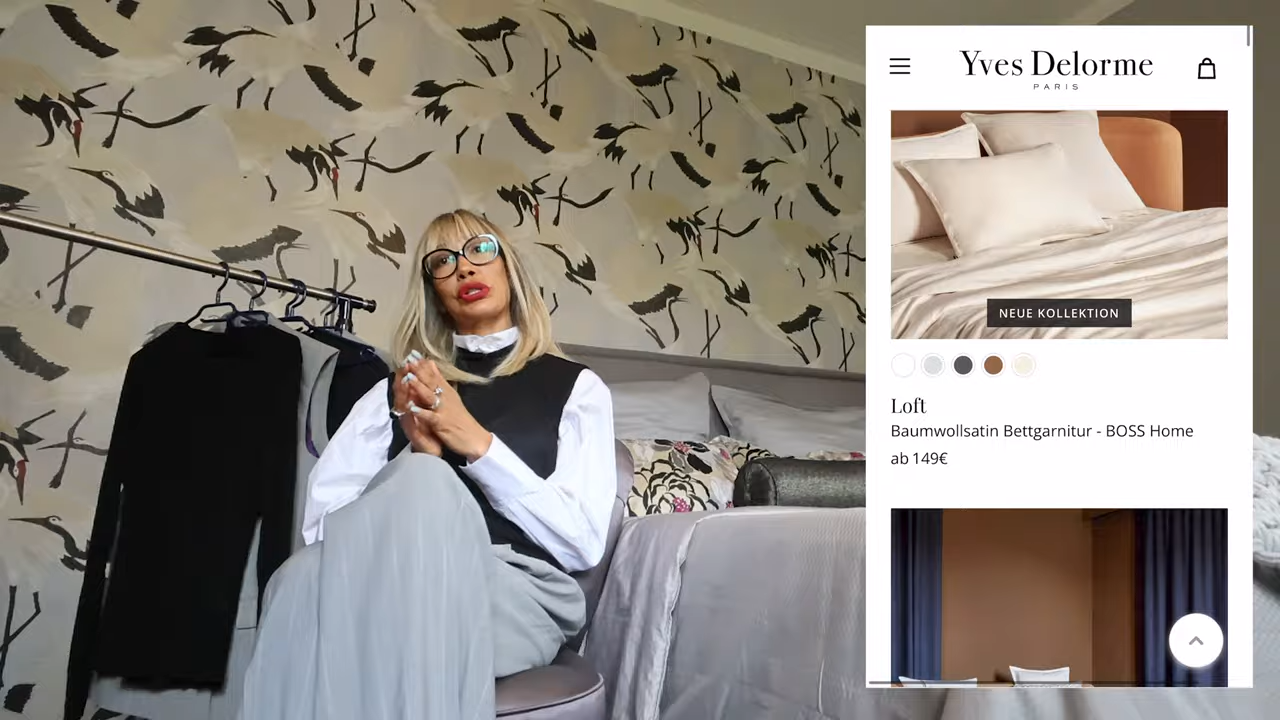 Yves Delorme
PARIS
NEUE KOLLEKTION
Loft
Baumwollsatin Bettgarnitur - BOSS Home
ab 149€